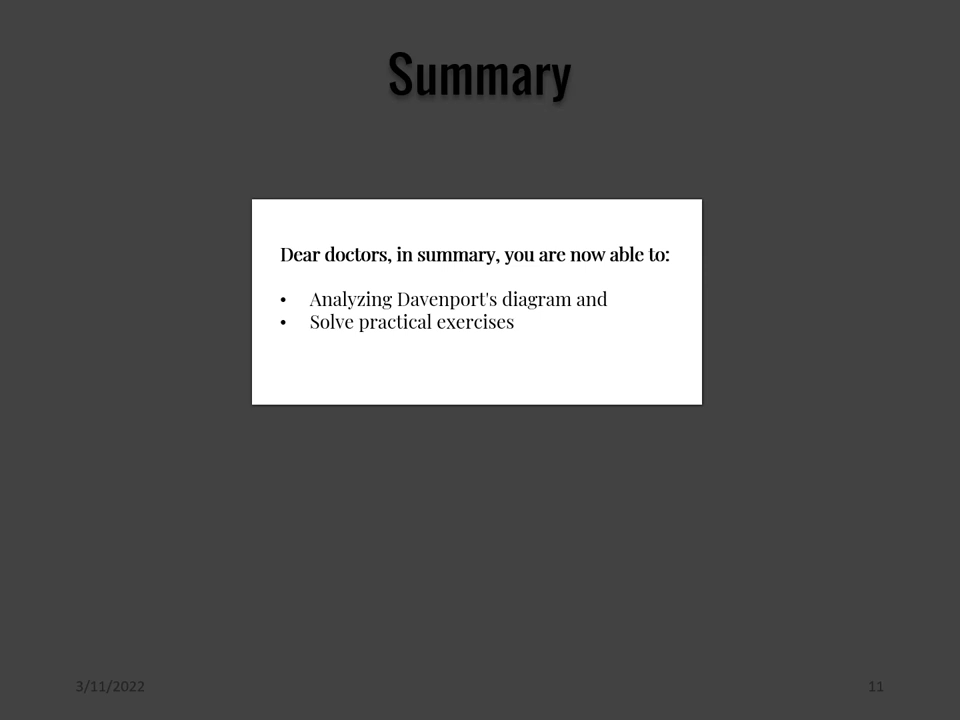 Summary
Dear doctors, in summary, you are now able to:
• Analyzing Davenport's diagram and
• Solve practical exercises
3/11/2022
11